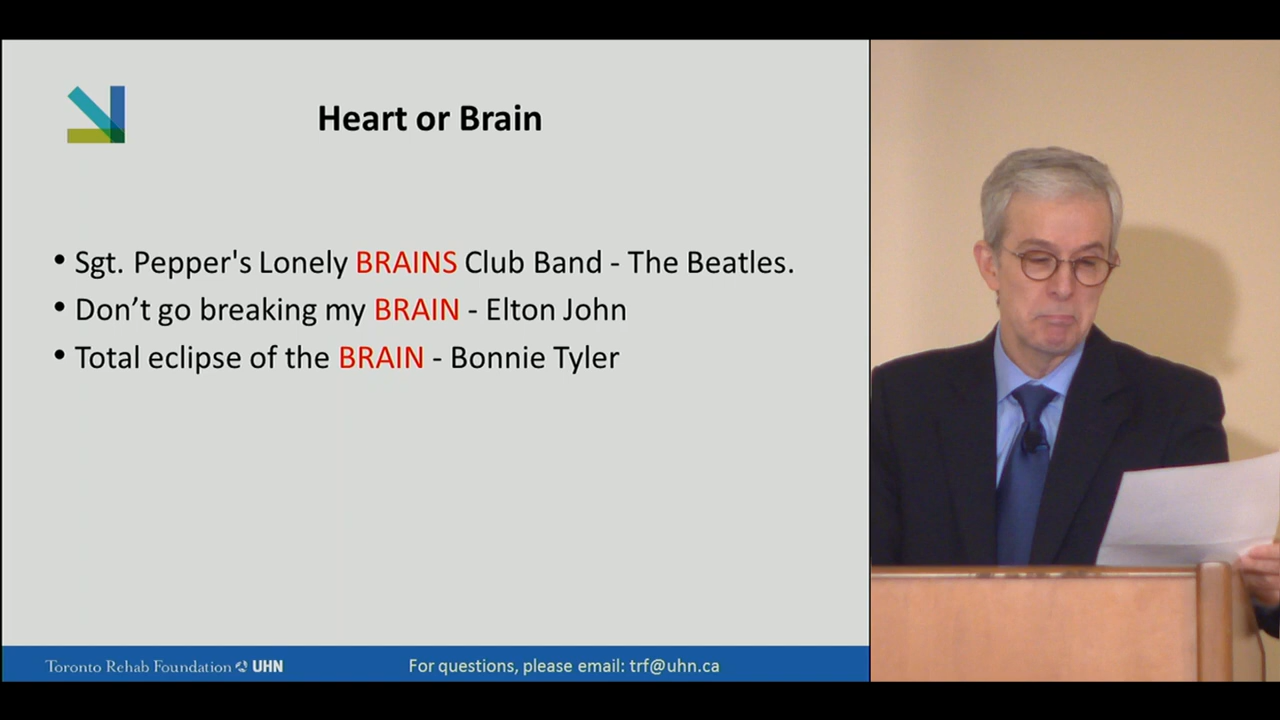 Heart or Brain
• Sgt. Pepper's Lonely BRAINS Club Band - The Beatles.
• Don’t go breaking my BRAIN - Elton John
• Total eclipse of the BRAIN - Bonnie Tyler
Toronto Rehab Foundation UHN
For questions, please email: trf@uhn.ca